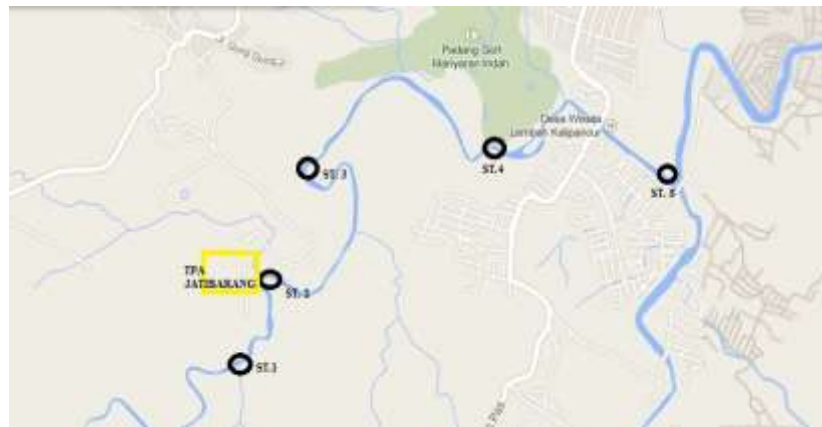 Padang Golf
Manyaran Indah
Desa Wisata
Lembah Kalipancur
ST. 3
ST.4
ST. 5
TPA
JATIBARANG
ST. 2
ST.1